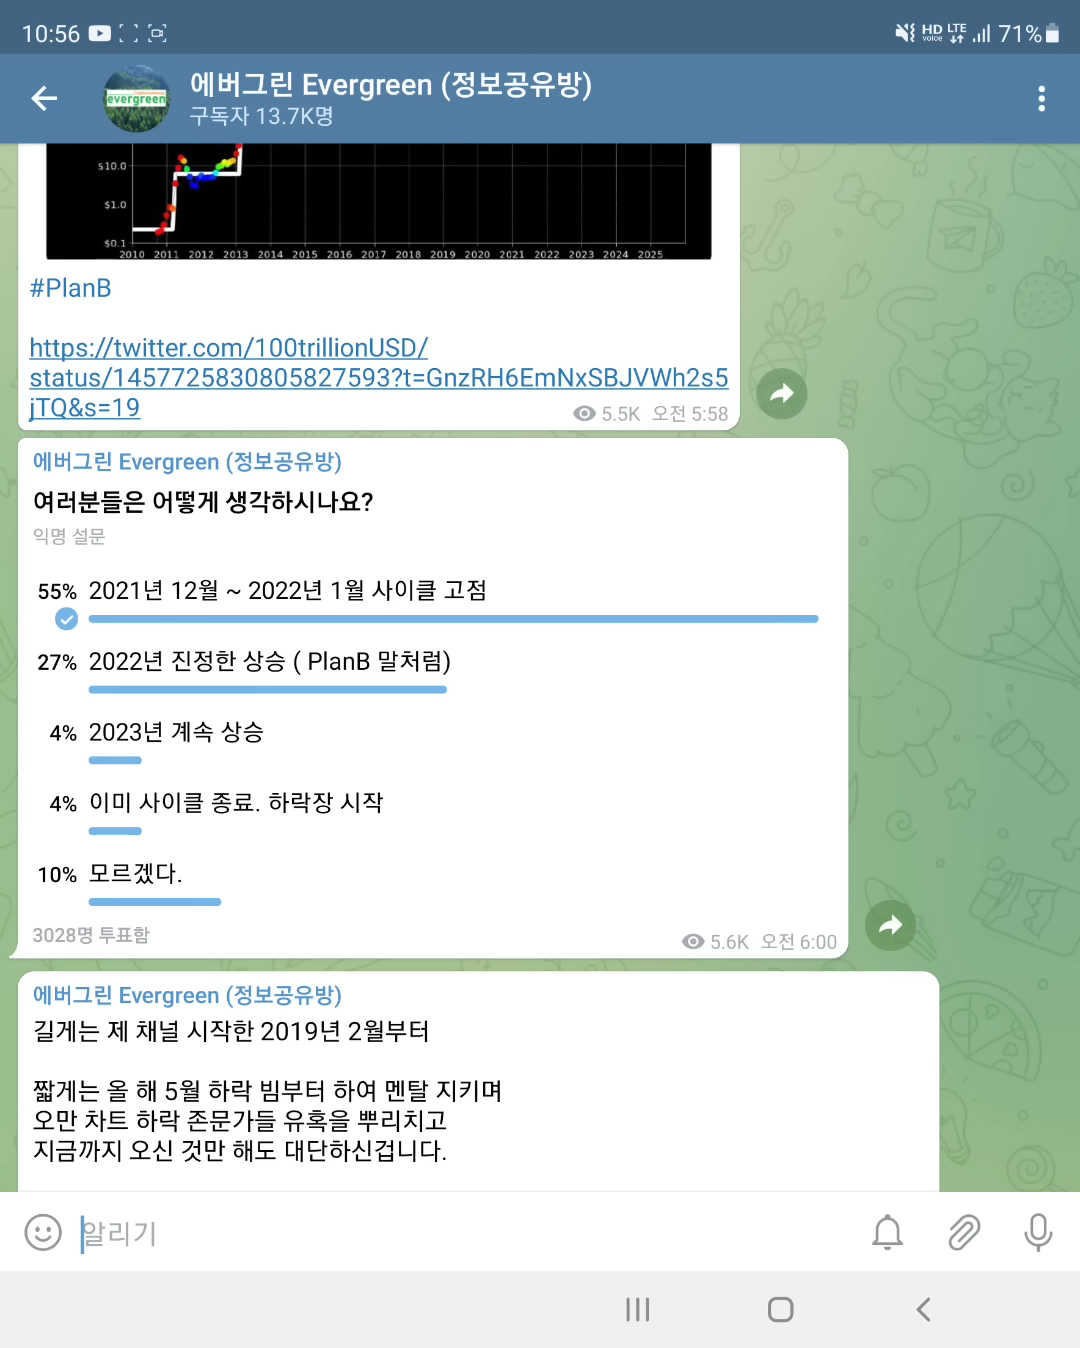 10:56
HD voice LTE 71%
에버그린 Evergreen (정보공유방)
구독자 13.7K명
evergreen
$10.0
$1.0
$0.1
2010 2011 2012 2013 2014 2015 2016 2017 2018 2019 2020 2021 2022 2023 2024 2025
#PlanB
https://twitter.com/100trillionUSD/
status/1457725830805827593?t=GnzRH6EmNxSBJVWh2s5
jTQ&s=19
5.5K 오전 5:58
에버그린 Evergreen (정보공유방)
여러분들은 어떻게 생각하시나요?
익명 설문
55% 2021년 12월 ~ 2022년 1월 사이클 고점
27% 2022년 진정한 상승 ( PlanB 말처럼)
4% 2023년 계속 상승
4% 이미 사이클 종료. 하락장 시작
10% 모르겠다.
3028명 투표함
5.6K 오전 6:00
에버그린 Evergreen (정보공유방)
길게는 제 채널 시작한 2019년 2월부터
짧게는 올 해 5월 하락 빔부터 하여 멘탈 지키며
오만 차트 하락 존문가들 유혹을 뿌리치고
지금까지 오신 것만 해도 대단하신겁니다.
알리기